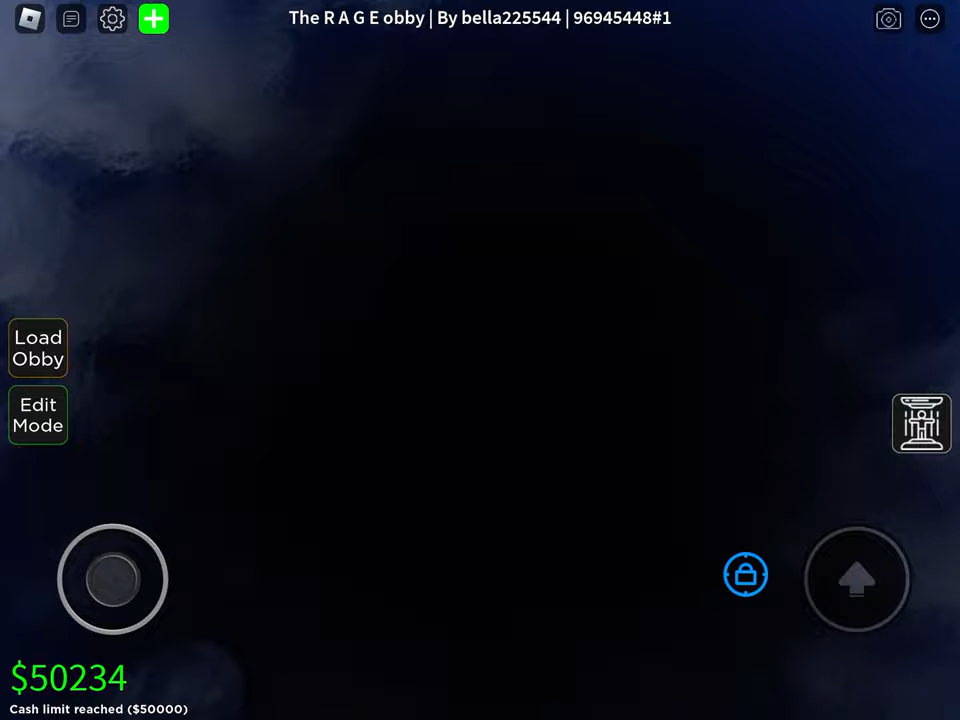 The R A G E obby | By bella225544 | 96945448#1
Load
Obby
Edit
Mode
$50234
Cash limit reached ($50000)